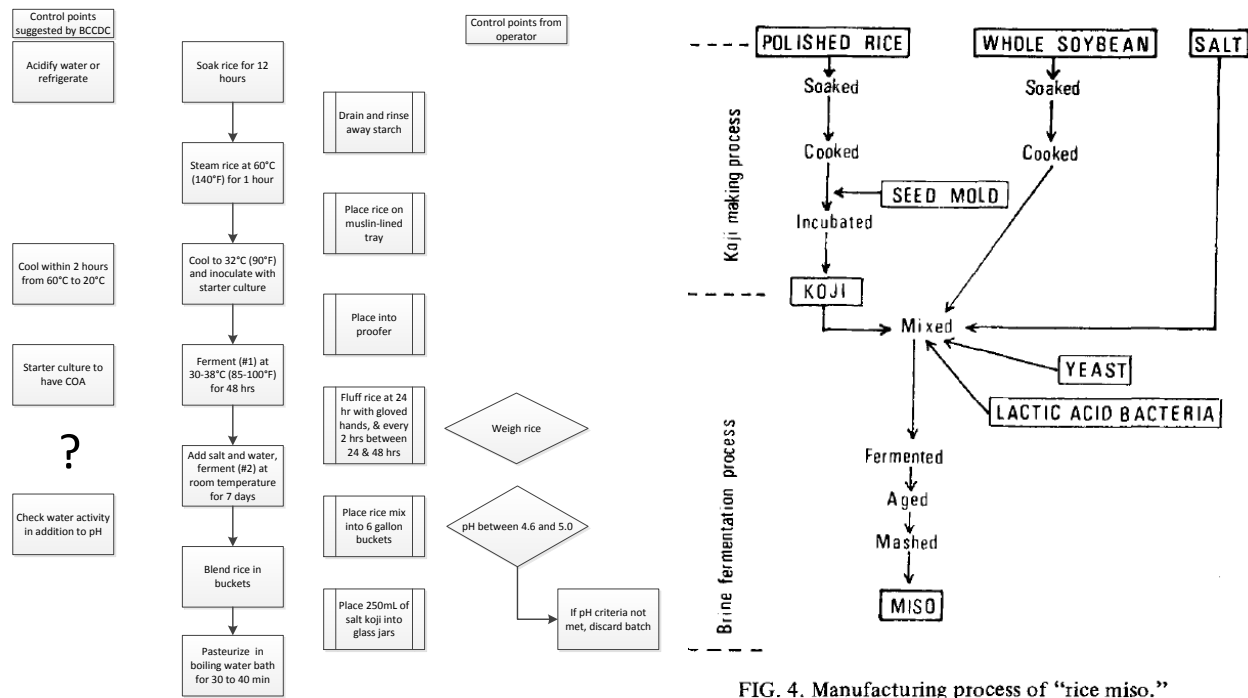 Control points
suggested by BCCDC
Acidify water or
refrigerate
Cool within 2 hours
from 60°C to 20°C
Starter culture to
have COA
?
Check water activity
in addition to pH
Soak rice for 12
hours
Steam rice at 60°C
(140°F) for 1 hour
Cool to 32°C (90°F)
and inoculate with
starter culture
Ferment (#1) at
30-38°C (85-100°F)
for 48 hrs
Add salt and water,
ferment (#2) at
room temperature
for 7 days
Blend rice in
buckets
Pasteurize in
boiling water bath
for 30 to 40 min
Drain and rinse
away starch
Place rice on
muslin-lined
tray
Place into
proofer
Fluff rice at 24
hr with gloved
hands, & every
2 hrs between
24 & 48 hrs
Place rice mix
into 6 gallon
buckets
Place 250mL of
salt koji into
glass jars
Control points from
operator
Weigh rice
pH between 4.6 and 5.0
If pH criteria not
met, discard batch
POLISHED RICE
WHOLE SOYBEAN
SALT
Soaked
Soaked
Cooked
Cooked
SEED MOLD
Incubated
KOJI
Koji making process
Mixed
YEAST
LACTIC ACID BACTERIA
Fermented
Aged
Mashed
MISO
Brine fermentation process
FIG. 4. Manufacturing process of “rice miso.”